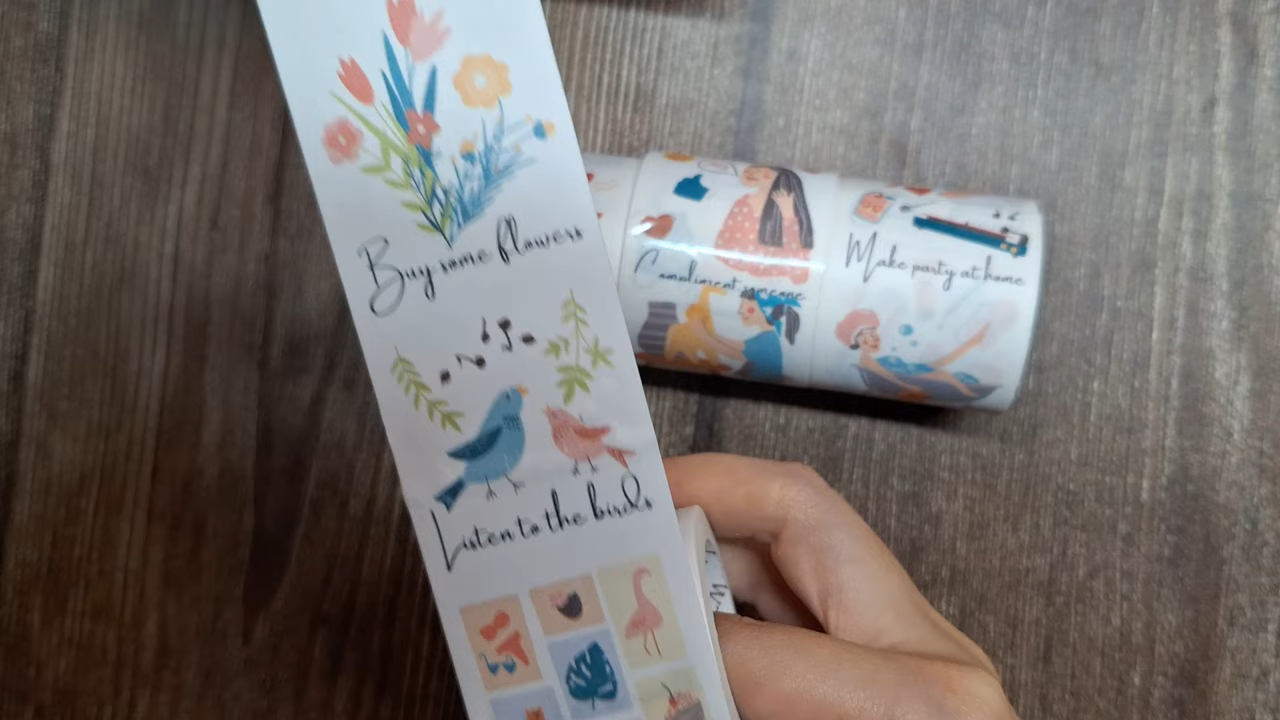 Buy some flowers
Listen to the birds
Compliment someone
Make party at home